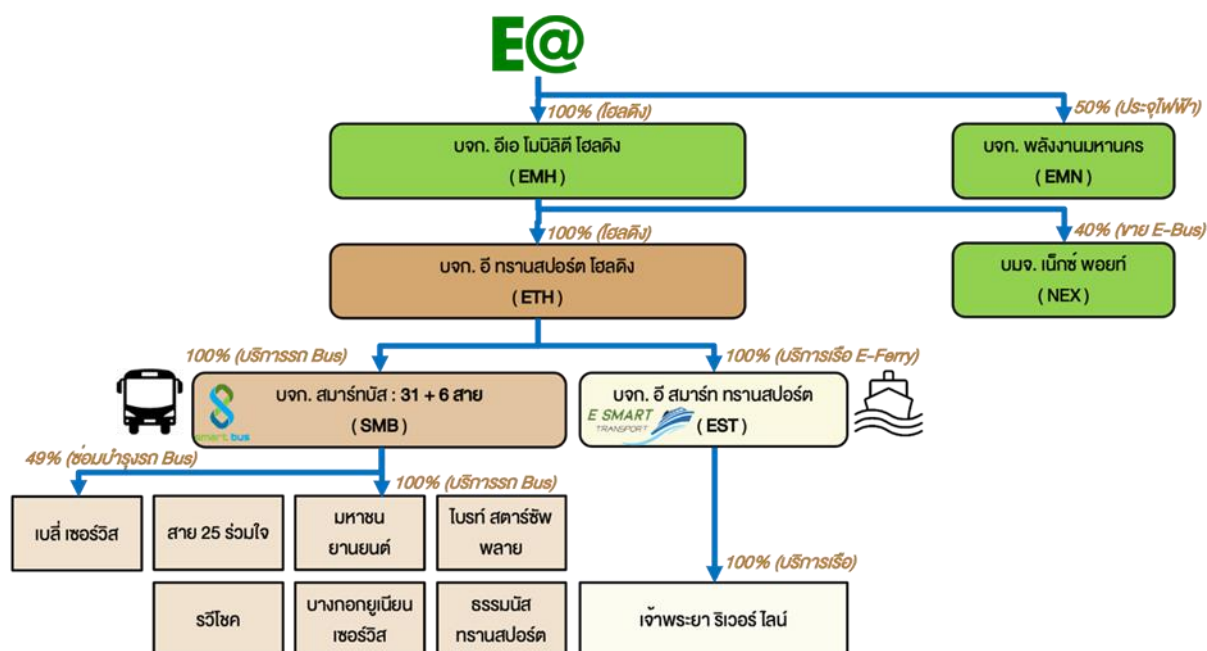 E@
100% (โฮลดิง)
50% (ประจุไฟฟ้า)
บจก. อีเอ โมบิลิตี โฮลดิง
( EMH )
บจก. พลังงานมหานคร
( EMN )
100% (โฮลดิง)
40% (ขาย E-Bus)
บจก. อี ทรานสปอร์ต โฮลดิง
( ETH )
บมจ. เน็กซ์ พอยท์
( NEX )
100% (บริการรถ Bus)
100% (บริการเรือ E-Ferry)
บจก. สมาร์ทบัส : 31 + 6 สาย
( SMB )
smart bus
บจก. อี สมาร์ท ทรานสปอร์ต
( EST )
E SMART
TRANSPORT
49% (ซ่อมบำรุงรถ Bus)
100% (บริการรถ Bus)
เบลี่ เซอร์วิส
สาย 25 ร่วมใจ
มหาชน
ยานยนต์
ไบรท์ สตาร์ซัพ
พลาย
100% (บริการเรือ)
รวีโชค
บางกอกยูเนียน
เซอร์วิส
ธรรมนัส
ทรานสปอร์ต
เจ้าพระยา ริเวอร์ ไลน์